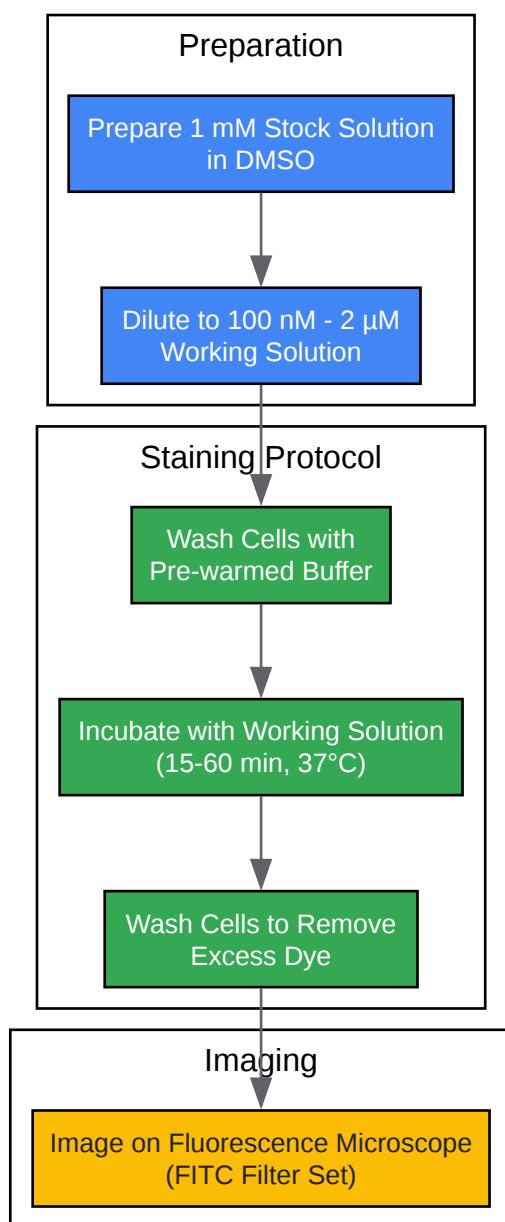 Preparation
Prepare 1 mM Stock Solution
in DMSO
Dilute to 100 nM - 2 µM
Working Solution
Staining Protocol
Wash Cells with
Pre-warmed Buffer
Incubate with Working Solution
(15-60 min, 37°C)
Wash Cells to Remove
Excess Dye
Imaging
Image on Fluorescence Microscope
(FITC Filter Set)